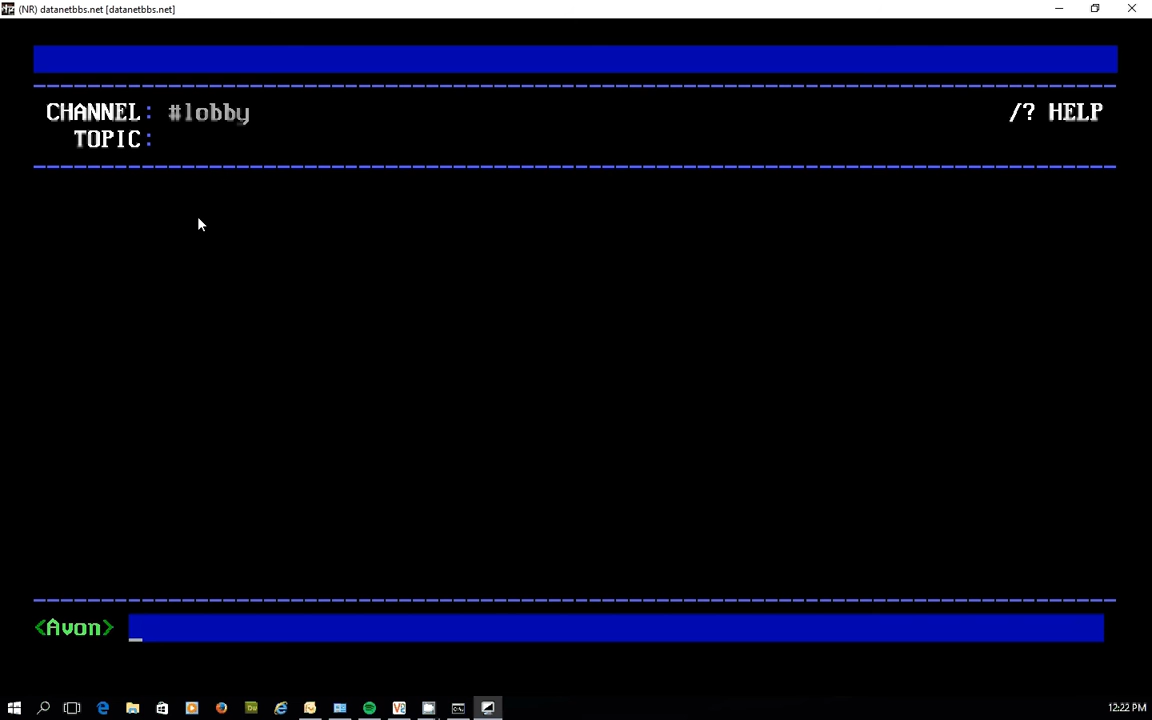 (NR) datanetbbs.net [datanetbbs.net]
CHANNEL: #lobby /? HELP
TOPIC:
<Avon>
12:22 PM